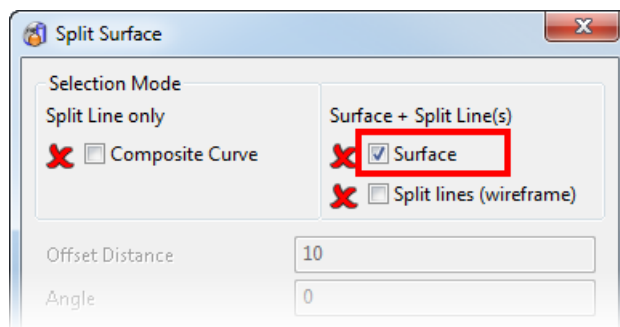 Split Surface
Selection Mode
Split Line only
Surface + Split Line(s)
Composite Curve
Surface
Split lines (wireframe)
Offset Distance
10
Angle
0